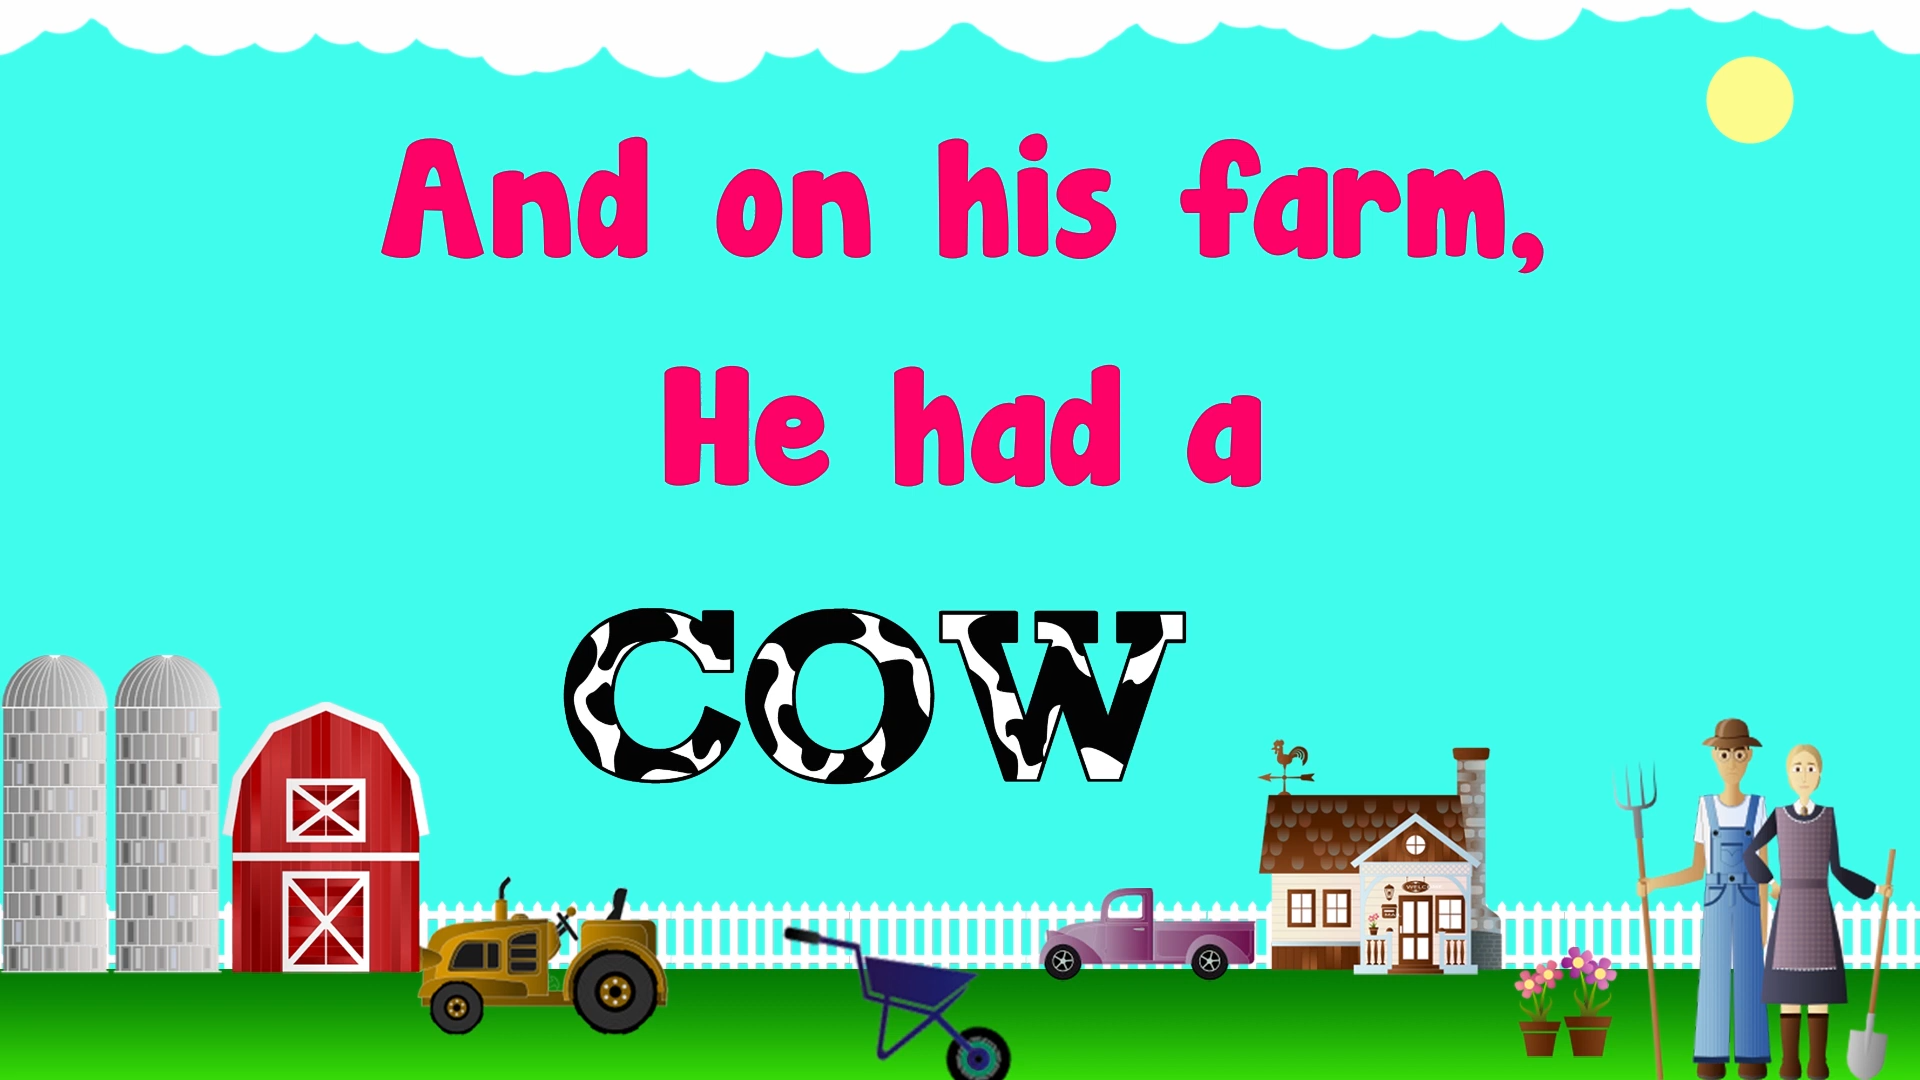 And on his farm,
He had a
COW